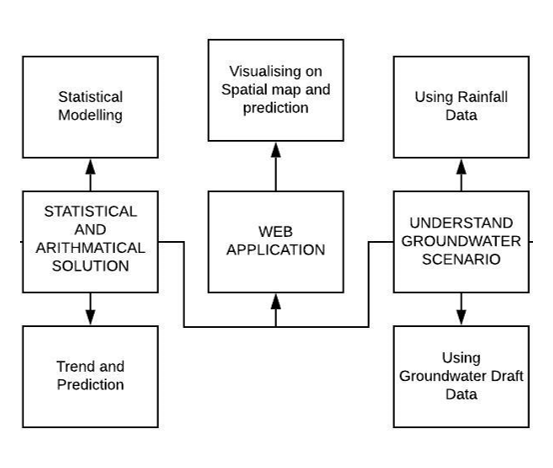 Statistical
Modelling
Visualising on
Spatial map and
prediction
Using Rainfall
Data
STATISTICAL
AND
ARITHMATICAL
SOLUTION
WEB
APPLICATION
UNDERSTAND
GROUNDWATER
SCENARIO
Trend and
Prediction
Using
Groundwater Draft
Data